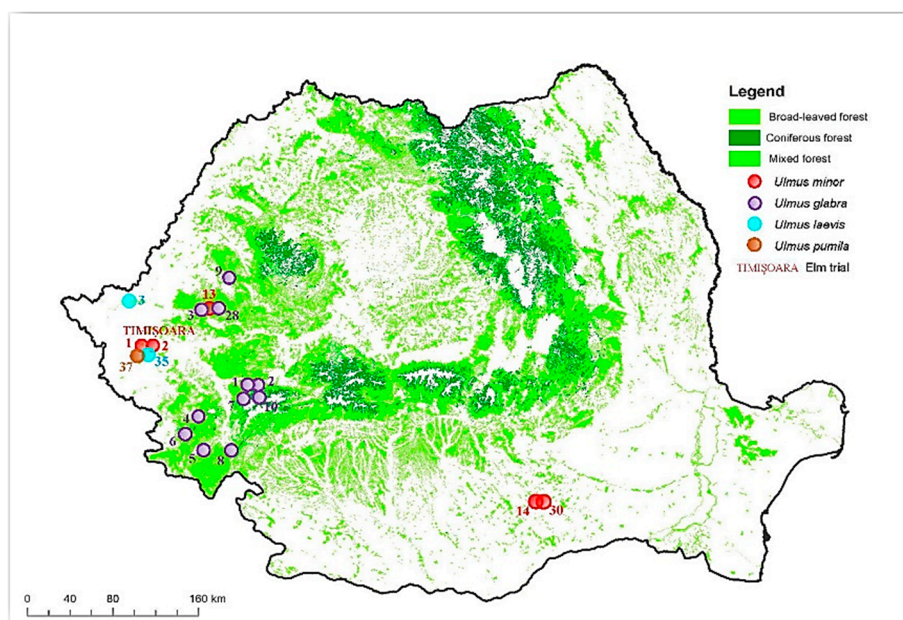 Legend
Broad-leaved forest
Coniferous forest
Mixed forest
Ulmus minor
Ulmus glabra
Ulmus laevis
Ulmus pumila
TIMIŞOARA Elm trial
9
3
13
3
28
TIMIŞOARA
1
2
37
35
1
2
7
10
4
6
5
8
14
30
0 40 80 160 km